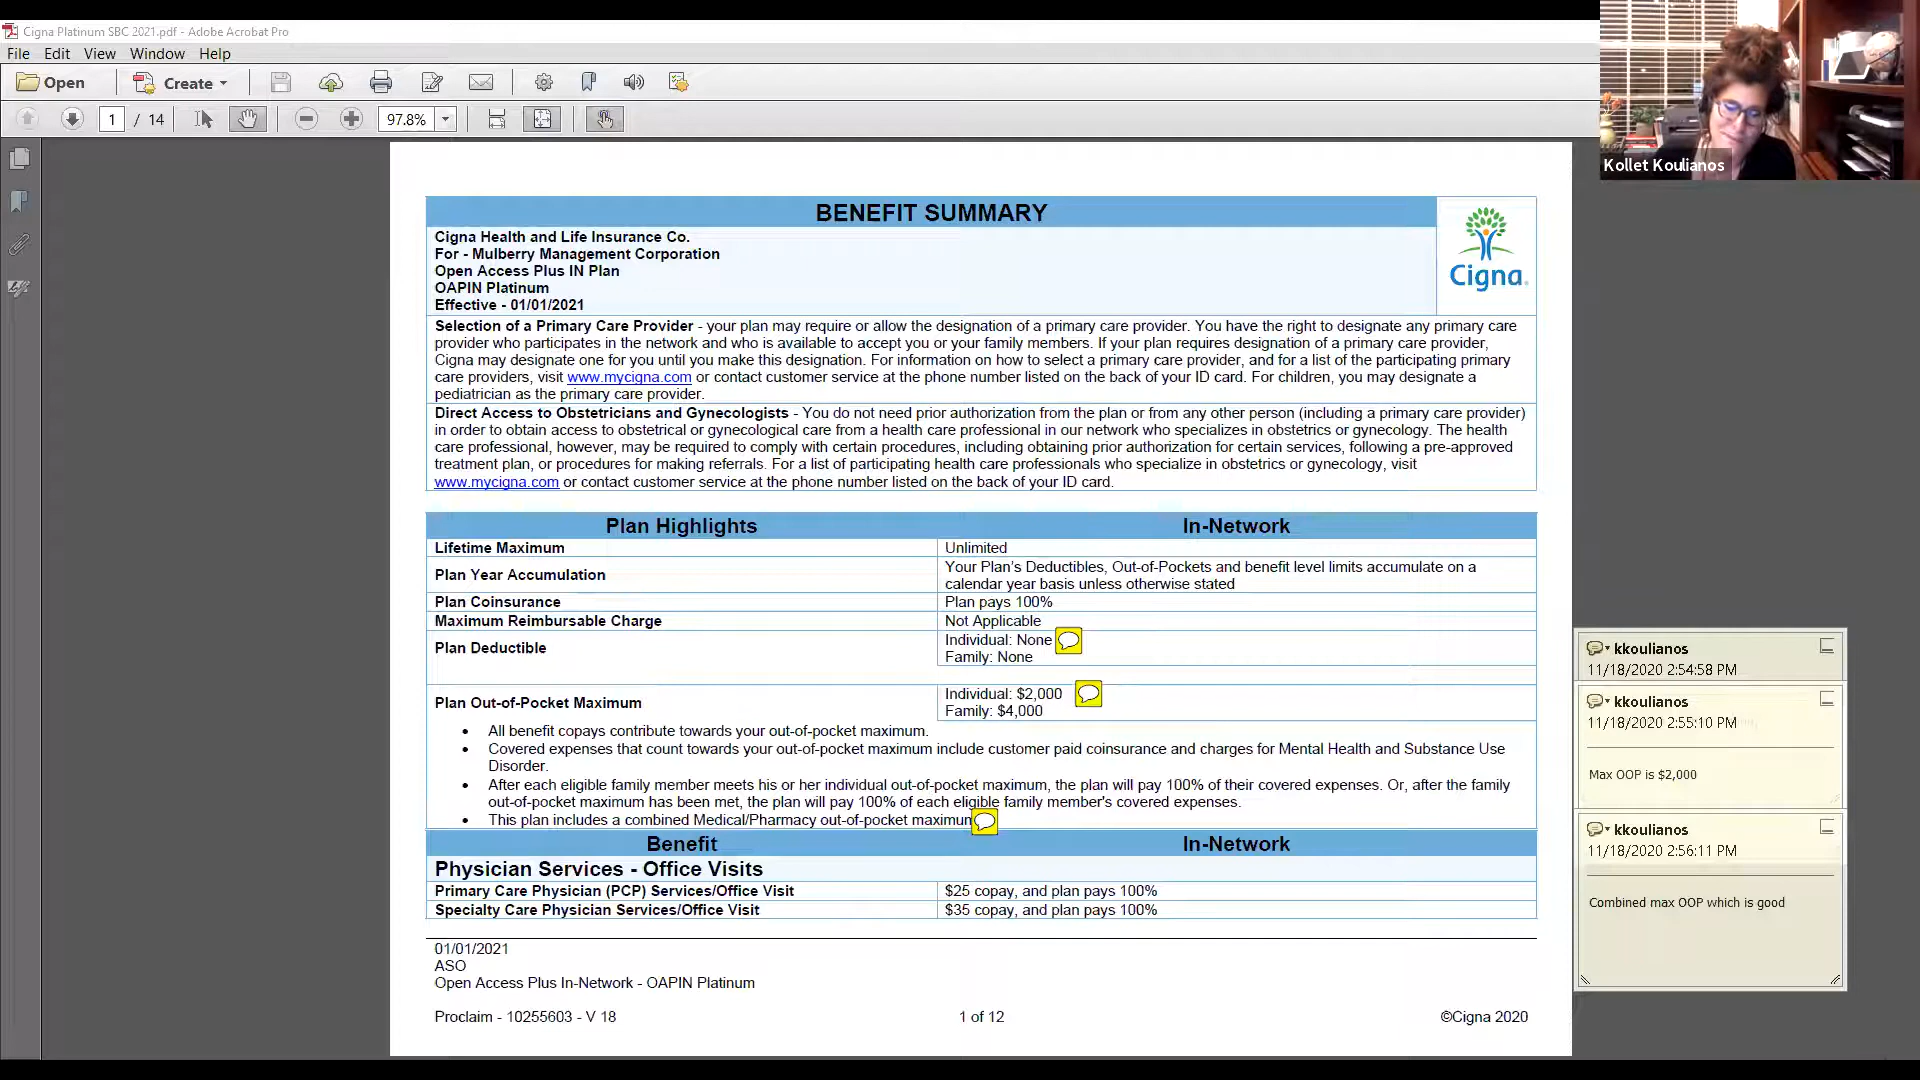 Cigna Platinum SBC 2021.pdf - Adobe Acrobat Pro
File Edit View Window Help
Open Create
1 / 14 97.8%
Kollet Koulianos
BENEFIT SUMMARY
Cigna Health and Life Insurance Co.
For - Mulberry Management Corporation
Open Access Plus IN Plan
OAPIN Platinum
Effective - 01/01/2021
Cigna.
Selection of a Primary Care Provider - your plan may require or allow the designation of a primary care provider. You have the right to designate any primary care
provider who participates in the network and who is available to accept you or your family members. If your plan requires designation of a primary care provider,
Cigna may designate one for you until you make this designation. For information on how to select a primary care provider, and for a list of the participating primary
care providers, visit www.mycigna.com or contact customer service at the phone number listed on the back of your ID card. For children, you may designate a
pediatrician as the primary care provider.
Direct Access to Obstetricians and Gynecologists - You do not need prior authorization from the plan or from any other person (including a primary care provider)
in order to obtain access to obstetrical or gynecological care from a health care professional in our network who specializes in obstetrics or gynecology. The health
care professional, however, may be required to comply with certain procedures, including obtaining prior authorization for certain services, following a pre-approved
treatment plan, or procedures for making referrals. For a list of participating health care professionals who specialize in obstetrics or gynecology, visit
www.mycigna.com or contact customer service at the phone number listed on the back of your ID card.
Plan Highlights In-Network
Lifetime Maximum Unlimited
Plan Year Accumulation Your Plan's Deductibles, Out-of-Pockets and benefit level limits accumulate on a
calendar year basis unless otherwise stated
Plan Coinsurance Plan pays 100%
Maximum Reimbursable Charge Not Applicable
Plan Deductible Individual: None
Family: None
Plan Out-of-Pocket Maximum Individual: $2,000
Family: $4,000
• All benefit copays contribute towards your out-of-pocket maximum.
• Covered expenses that count towards your out-of-pocket maximum include customer paid coinsurance and charges for Mental Health and Substance Use
Disorder.
• After each eligible family member meets his or her individual out-of-pocket maximum, the plan will pay 100% of their covered expenses. Or, after the family
out-of-pocket maximum has been met, the plan will pay 100% of each eligible family member's covered expenses.
• This plan includes a combined Medical/Pharmacy out-of-pocket maximum
Benefit In-Network
Physician Services - Office Visits
Primary Care Physician (PCP) Services/Office Visit $25 copay, and plan pays 100%
Specialty Care Physician Services/Office Visit $35 copay, and plan pays 100%
01/01/2021
ASO
Open Access Plus In-Network - OAPIN Platinum
Proclaim - 10255603 - V 18 1 of 12 ©Cigna 2020
kkoulianos
11/18/2020 2:54:58 PM
kkoulianos
11/18/2020 2:55:10 PM
Max OOP is $2,000
kkoulianos
11/18/2020 2:56:11 PM
Combined max OOP which is good